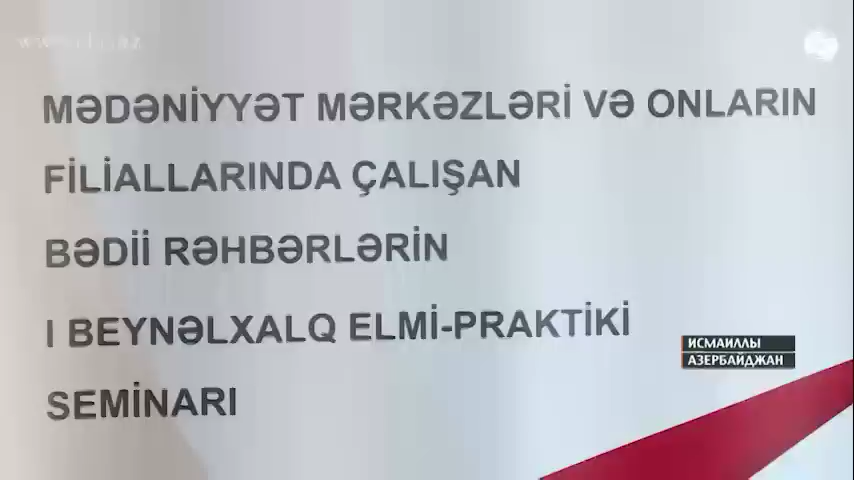 MƏDƏNİYYƏT MƏRKƏZLƏRİ VƏ ONLARIN
FİLİALLARINDA ÇALIŞAN
BƏDİİ RƏHBƏRLƏRİN
I BEYNƏLXALQ ELMİ-PRAKTİKİ
SEMİNARI
ИСМАИЛЛЫ
АЗЕРБАЙДЖАН